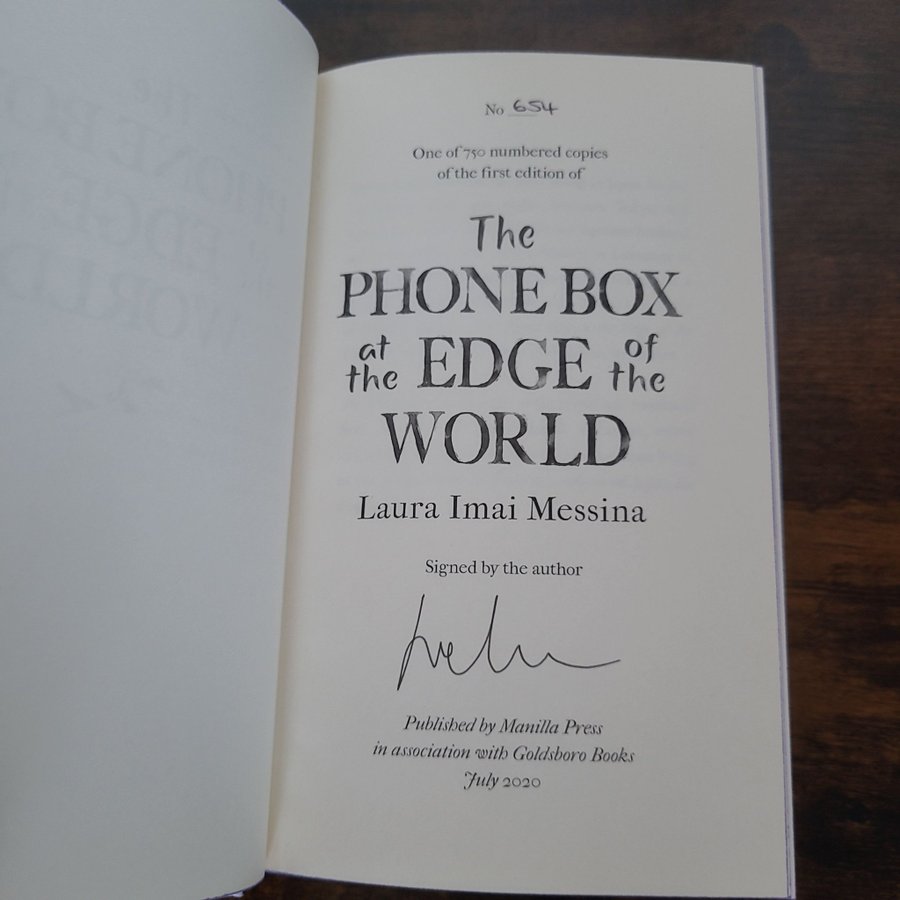 No 654
One of 750 numbered copies
of the first edition of
The
PHONE BOX
at the EDGE of the
WORLD
Laura Imai Messina
Signed by the author
Published by Manilla Press
in association with Goldsboro Books
July 2020